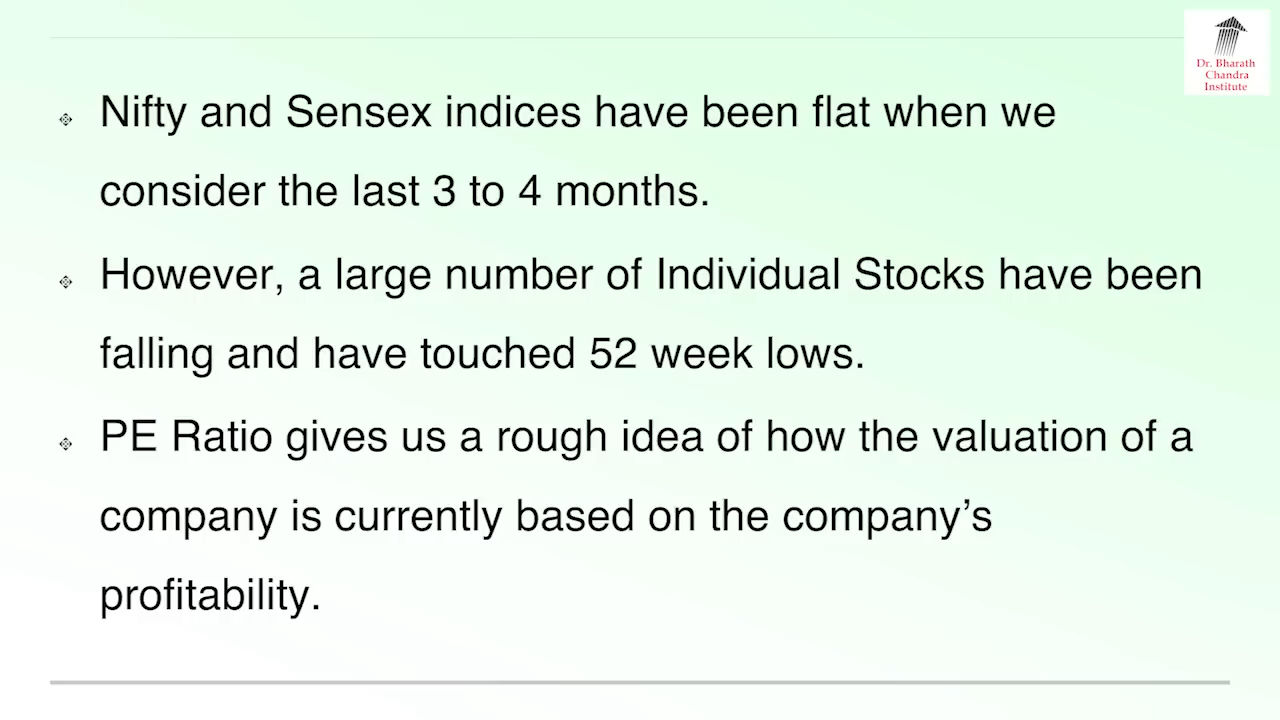 Dr. Bharath
Chandra
Institute
Nifty and Sensex indices have been flat when we
consider the last 3 to 4 months.
However, a large number of Individual Stocks have been
falling and have touched 52 week lows.
PE Ratio gives us a rough idea of how the valuation of a
company is currently based on the company’s
profitability.